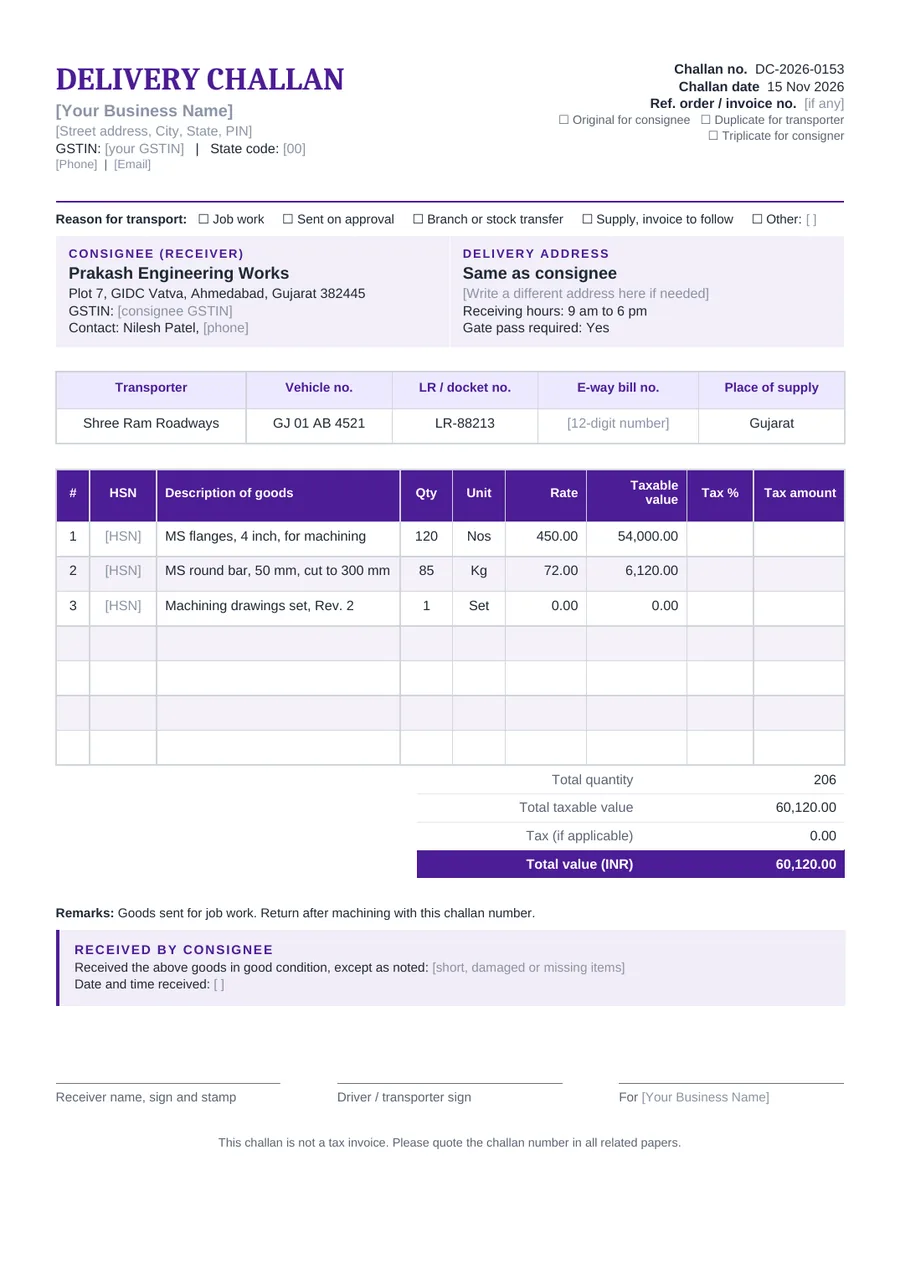 DELIVERY CHALLAN
[Your Business Name]
[Street address, City, State, PIN]
GSTIN: [your GSTIN] | State code: [00]
[Phone] | [Email]
Challan no. DC-2026-0153
Challan date 15 Nov 2026
Ref. order / invoice no. [if any]
☐ Original for consignee ☐ Duplicate for transporter
☐ Triplicate for consigner
Reason for transport: ☐ Job work ☐ Sent on approval ☐ Branch or stock transfer ☐ Supply, invoice to follow ☐ Other: [ ]
CONSIGNEE (RECEIVER)
Prakash Engineering Works
Plot 7, GIDC Vatva, Ahmedabad, Gujarat 382445
GSTIN: [consignee GSTIN]
Contact: Nilesh Patel, [phone]
DELIVERY ADDRESS
Same as consignee
[Write a different address here if needed]
Receiving hours: 9 am to 6 pm
Gate pass required: Yes
Transporter Vehicle no. LR / docket no. E-way bill no. Place of supply
Shree Ram Roadways GJ 01 AB 4521 LR-88213 [12-digit number] Gujarat
# HSN Description of goods Qty Unit Rate Taxable value Tax % Tax amount
1 [HSN] MS flanges, 4 inch, for machining 120 Nos 450.00 54,000.00
2 [HSN] MS round bar, 50 mm, cut to 300 mm 85 Kg 72.00 6,120.00
3 [HSN] Machining drawings set, Rev. 2 1 Set 0.00 0.00
Total quantity 206
Total taxable value 60,120.00
Tax (if applicable) 0.00
Total value (INR) 60,120.00
Remarks: Goods sent for job work. Return after machining with this challan number.
RECEIVED BY CONSIGNEE
Received the above goods in good condition, except as noted: [short, damaged or missing items]
Date and time received: [ ]
Receiver name, sign and stamp
Driver / transporter sign
For [Your Business Name]
This challan is not a tax invoice. Please quote the challan number in all related papers.